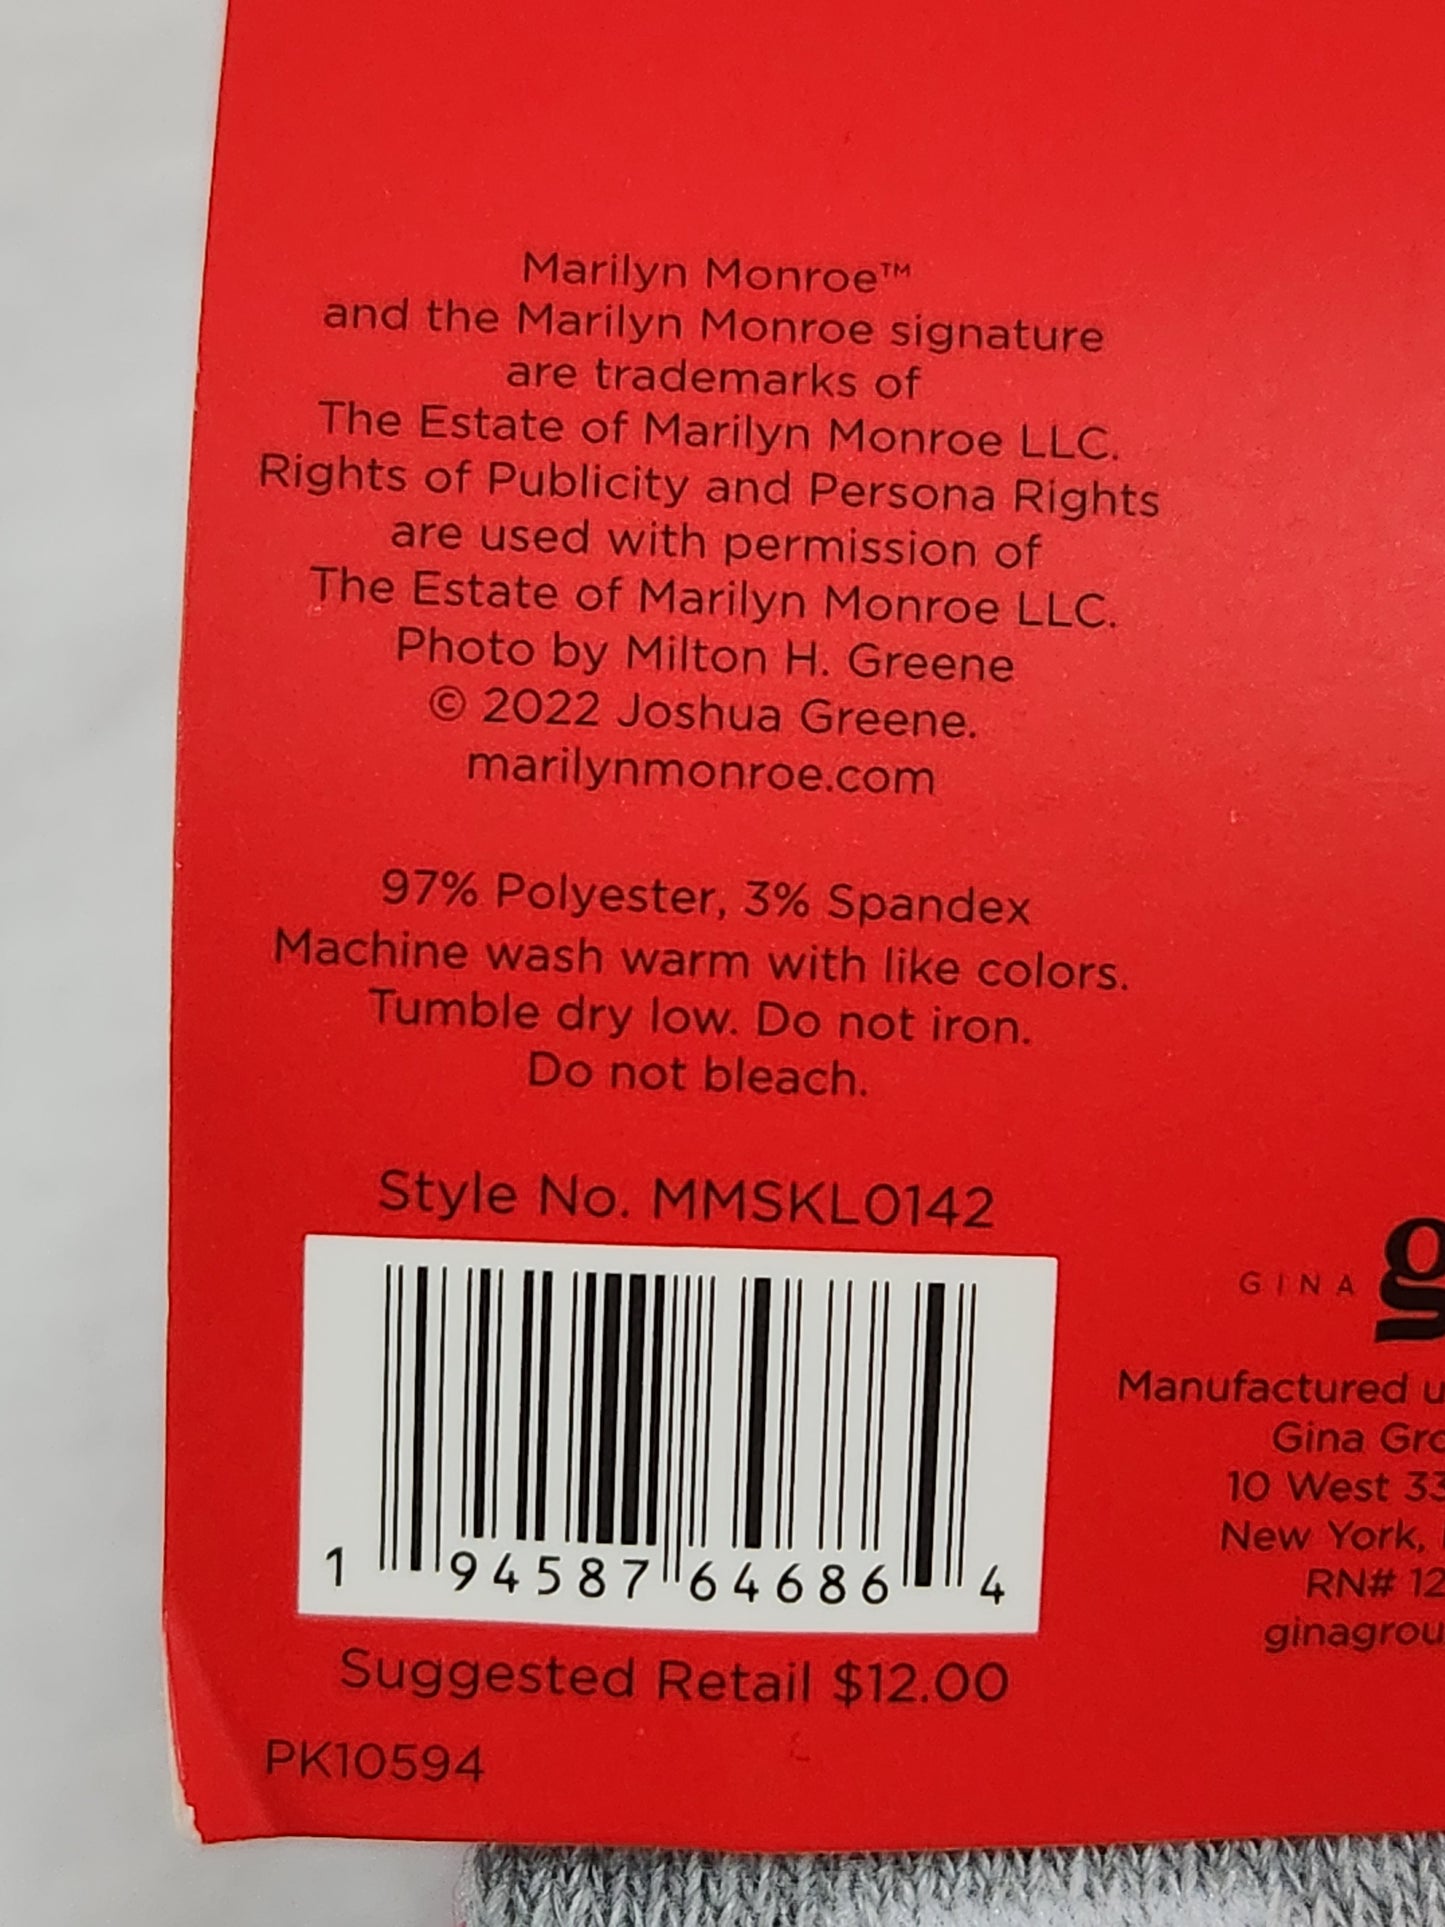 Marilyn Monroe™
and the Marilyn Monroe signature
are trademarks of
The Estate of Marilyn Monroe LLC.
Rights of Publicity and Persona Rights
are used with permission of
The Estate of Marilyn Monroe LLC.
Photo by Milton H. Greene
© 2022 Joshua Greene.
marilynmonroe.com
97% Polyester, 3% Spandex
Machine wash warm with like colors.
Tumble dry low. Do not iron.
Do not bleach.
Style No. MMSKL0142
1 94587 64686 4
Suggested Retail $12.00
PK10594
GINA g
Manufactured
Gina
10 West
New York,
RN#